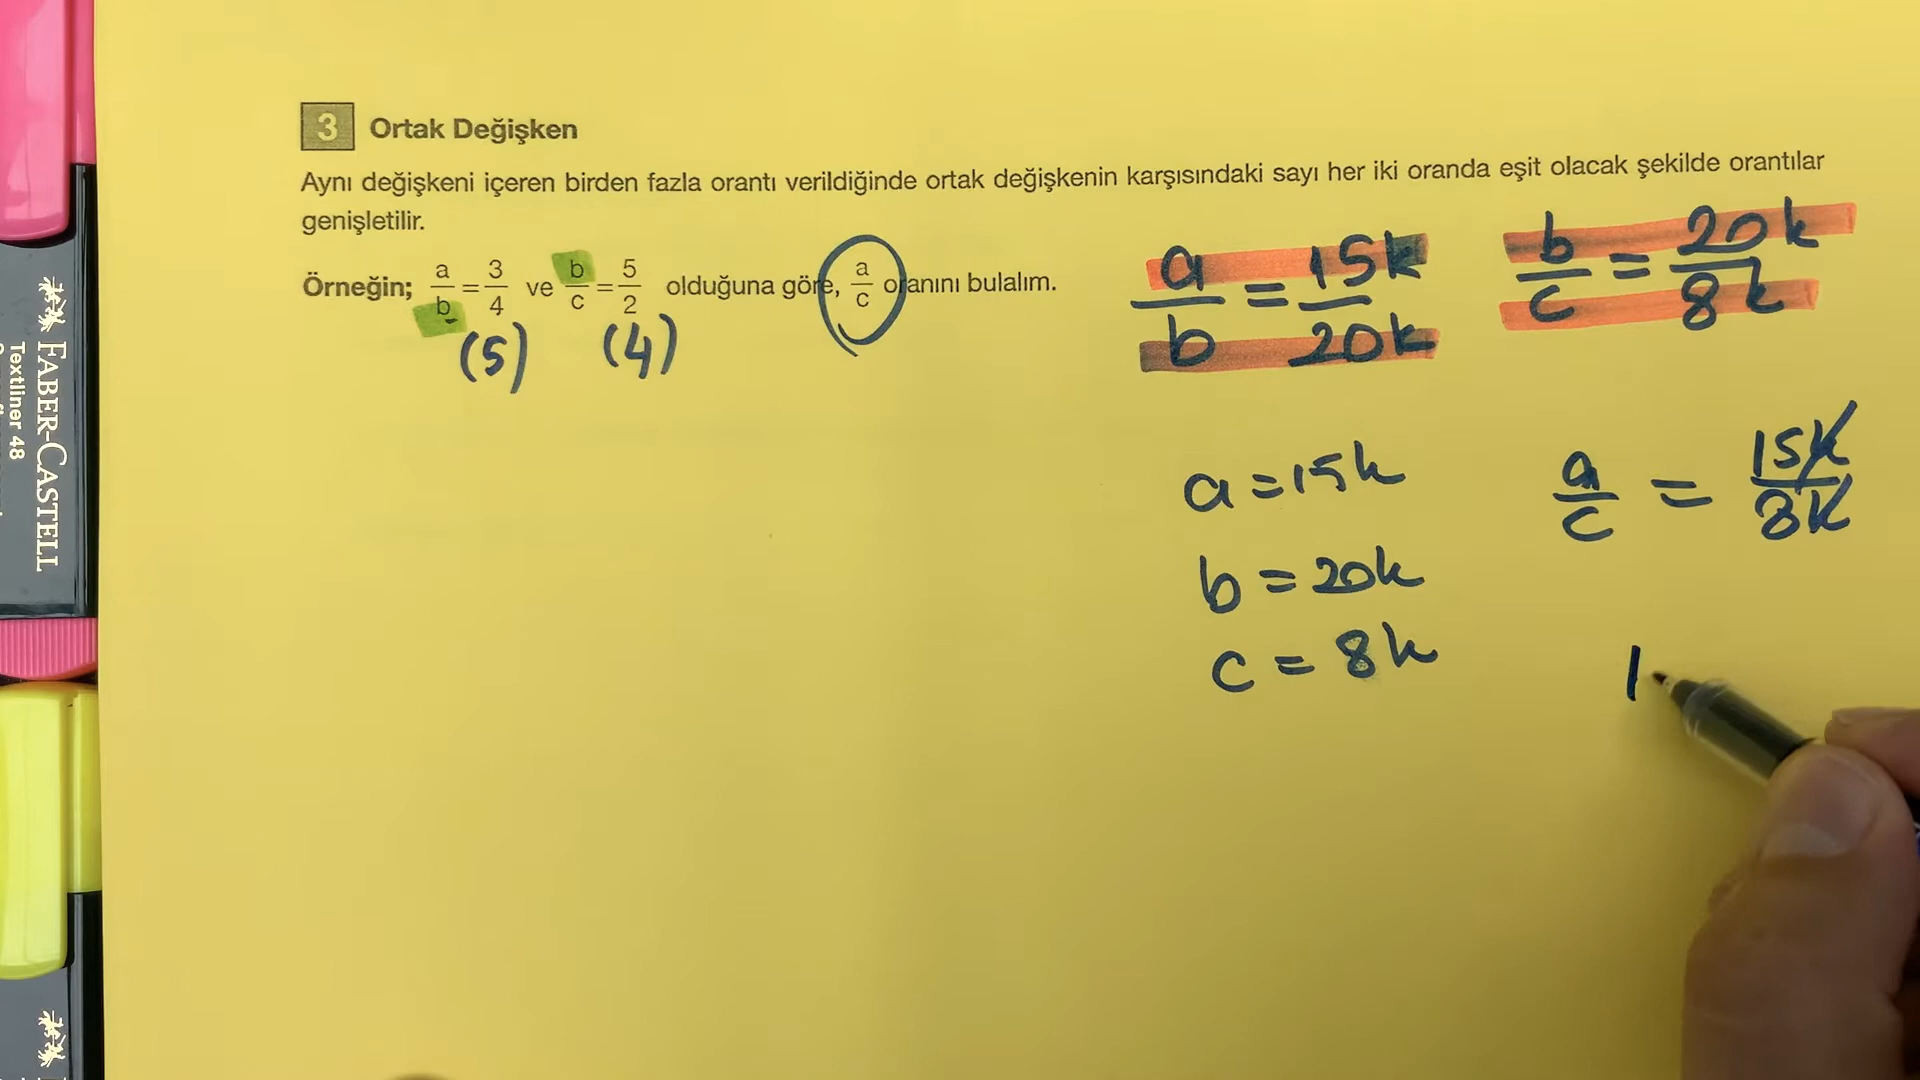 3 Ortak Değişken
Aynı değişkeni içeren birden fazla orantı verildiğinde ortak değişkenin karşısındaki sayı her iki oranda eşit olacak şekilde orantılar
genişletilir.
Örneğin; a/b = 3/4 ve b/c = 5/2 olduğuna göre, a/c oranını bulalım.
(5) (4)
a/b = 15k/20k
b/c = 20k/8k
a = 15k
b = 20k
c = 8k
a/c = 15k/8k
1
FABER-CASTELL
Textliner 48